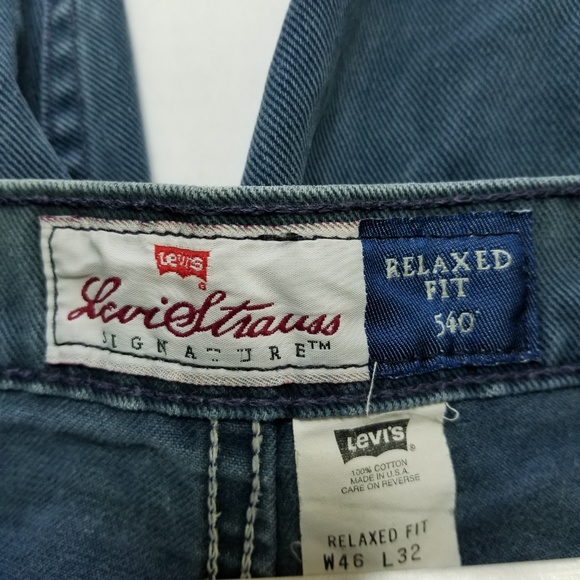 Levi's
Levi Strauss
SIGNATURE™
RELAXED
FIT
540
Levi's®
100% COTTON
MADE IN U.S.A.
CARE ON REVERSE
RELAXED FIT
W46 L32